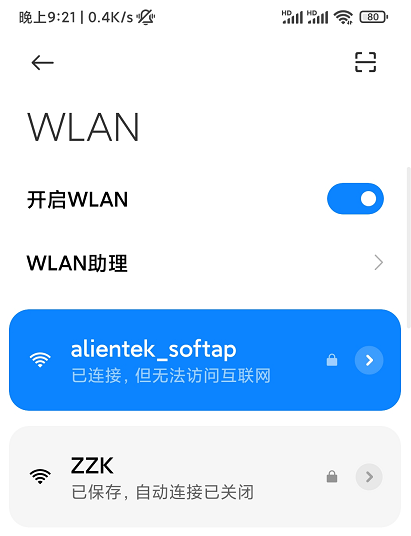 晚上9:21 | 0.4K/s
HD HD 80
WLAN
开启WLAN
WLAN助理
alientek_softap
已连接，但无法访问互联网
ZZK
已保存，自动连接已关闭